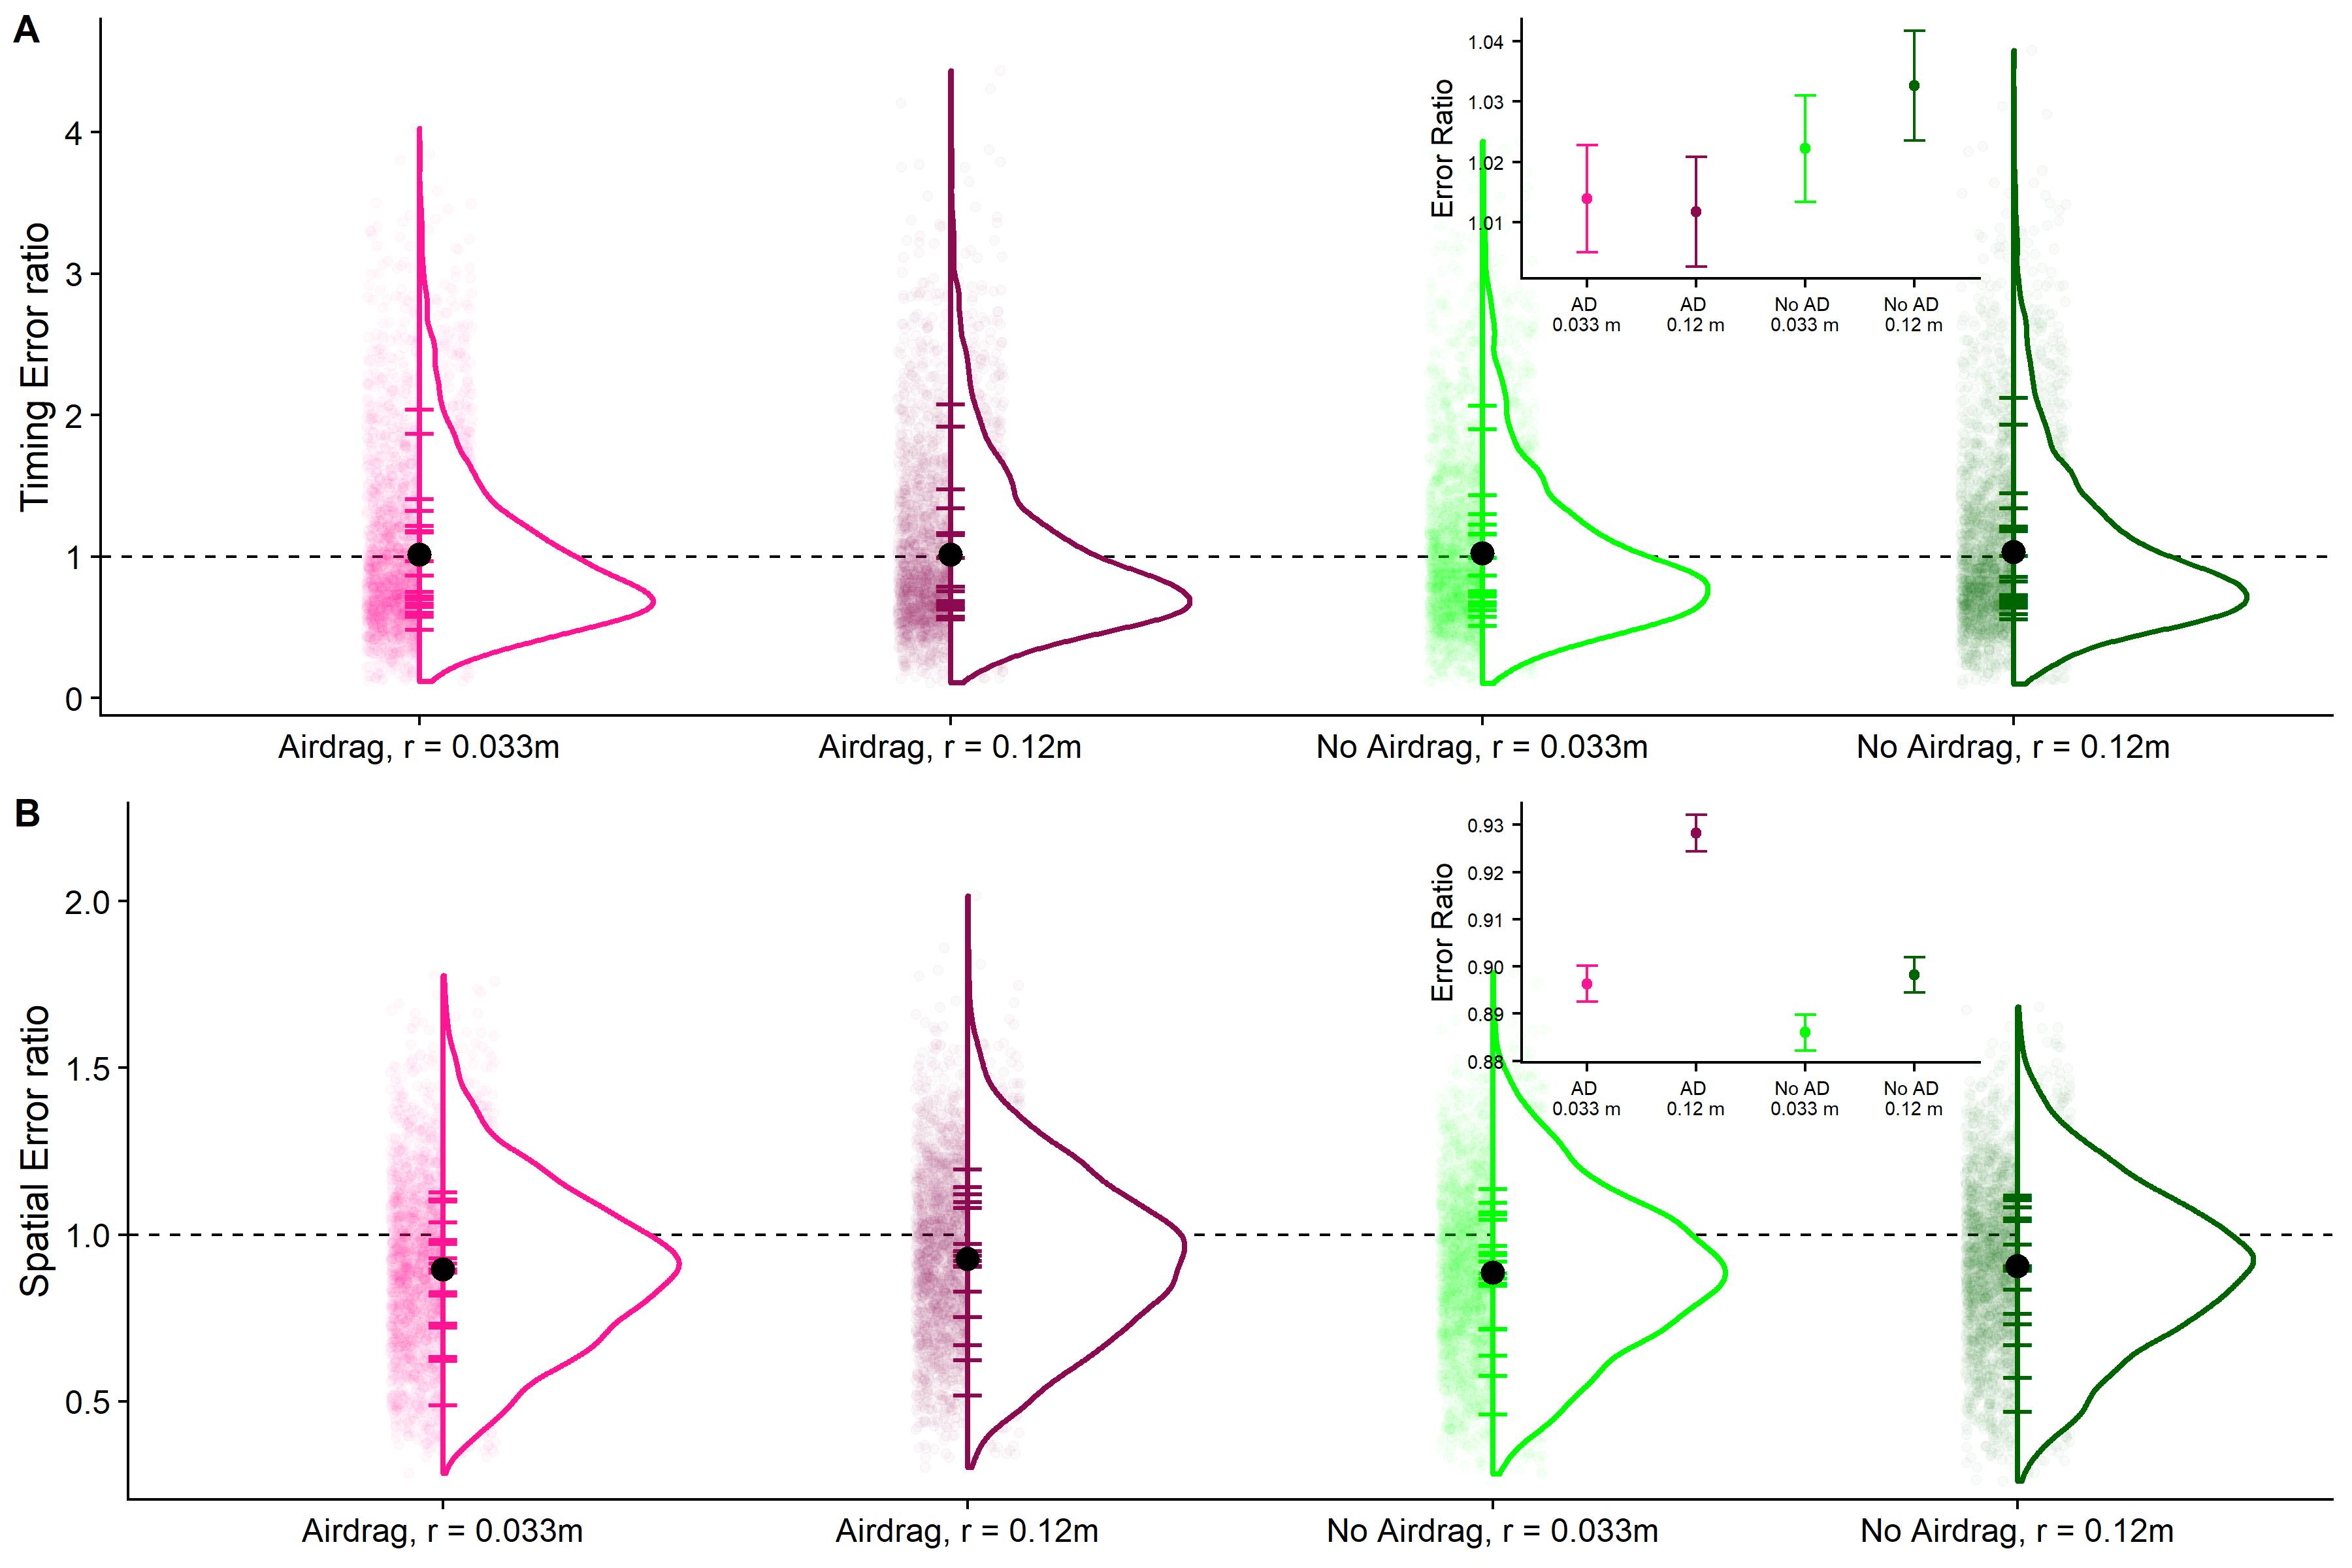 A
Timing Error ratio
4
3
2
1
0
Airdrag, r = 0.033m
Airdrag, r = 0.12m
No Airdrag, r = 0.033m
No Airdrag, r = 0.12m
Error Ratio
1.04
1.03
1.02
1.01
AD
0.033 m
AD
0.12 m
No AD
0.033 m
No AD
0.12 m
B
Spatial Error ratio
2.0
1.5
1.0
0.5
Airdrag, r = 0.033m
Airdrag, r = 0.12m
No Airdrag, r = 0.033m
No Airdrag, r = 0.12m
Error Ratio
0.93
0.92
0.91
0.90
0.89
0.88
AD
0.033 m
AD
0.12 m
No AD
0.033 m
No AD
0.12 m